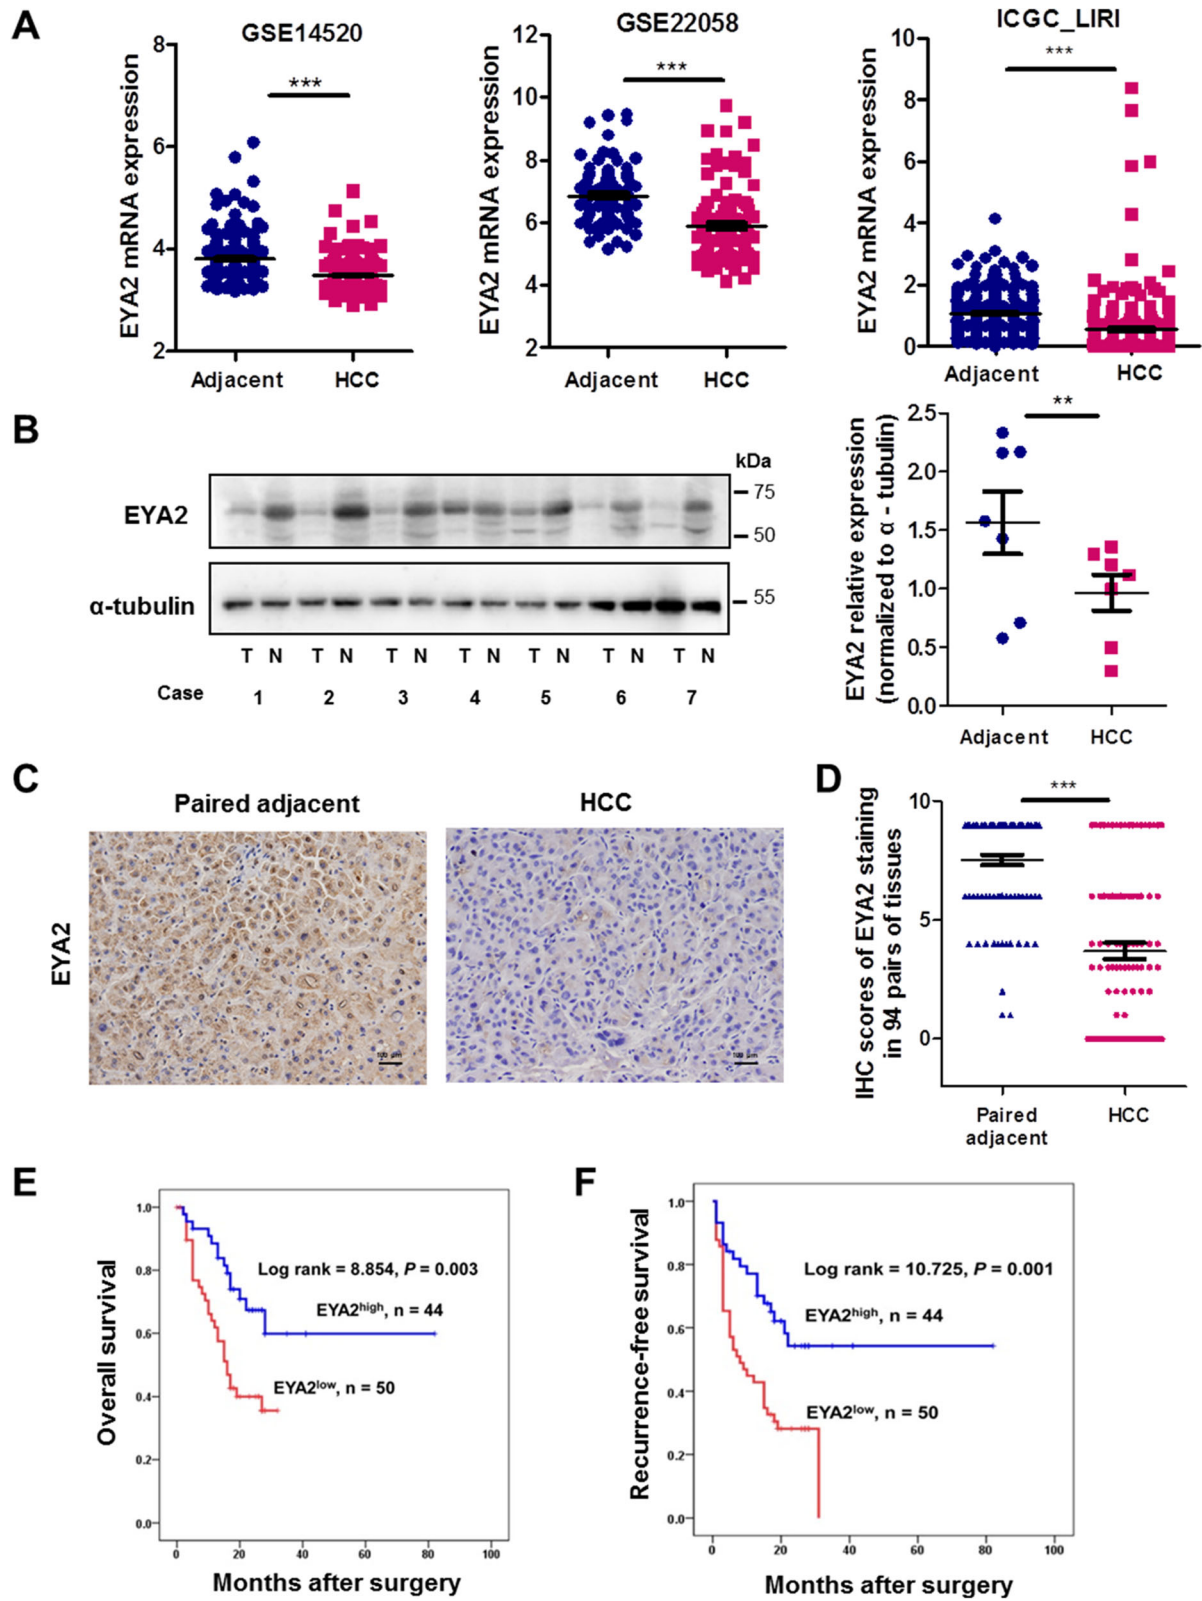 A
GSE14520
EYA2 mRNA expression
8
6
4
2
***
Adjacent
HCC
GSE22058
EYA2 mRNA expression
12
10
8
6
4
2
***
Adjacent
HCC
ICGC_LIRI
EYA2 mRNA expression
10
8
6
4
2
0
***
Adjacent
HCC
B
kDa
EYA2
75
50
α-tubulin
55
T N T N T N T N T N T N T N
Case 1 2 3 4 5 6 7
EYA2 relative expression
(normalized to α - tubulin)
2.5
2.0
1.5
1.0
0.5
0.0
**
Adjacent
HCC
C
Paired adjacent
HCC
EYA2
100 μm
100 μm
D
IHC scores of EYA2 staining
in 94 pairs of tissues
10
5
0
***
Paired
adjacent
HCC
E
Overall survival
1.0
0.8
0.6
0.4
0.2
0.0
Log rank = 8.854, P = 0.003
EYA2high, n = 44
EYA2low, n = 50
0 20 40 60 80 100
Months after surgery
F
Recurrence-free survival
1.0
0.8
0.6
0.4
0.2
0.0
Log rank = 10.725, P = 0.001
EYA2high, n = 44
EYA2low, n = 50
0 20 40 60 80 100
Months after surgery